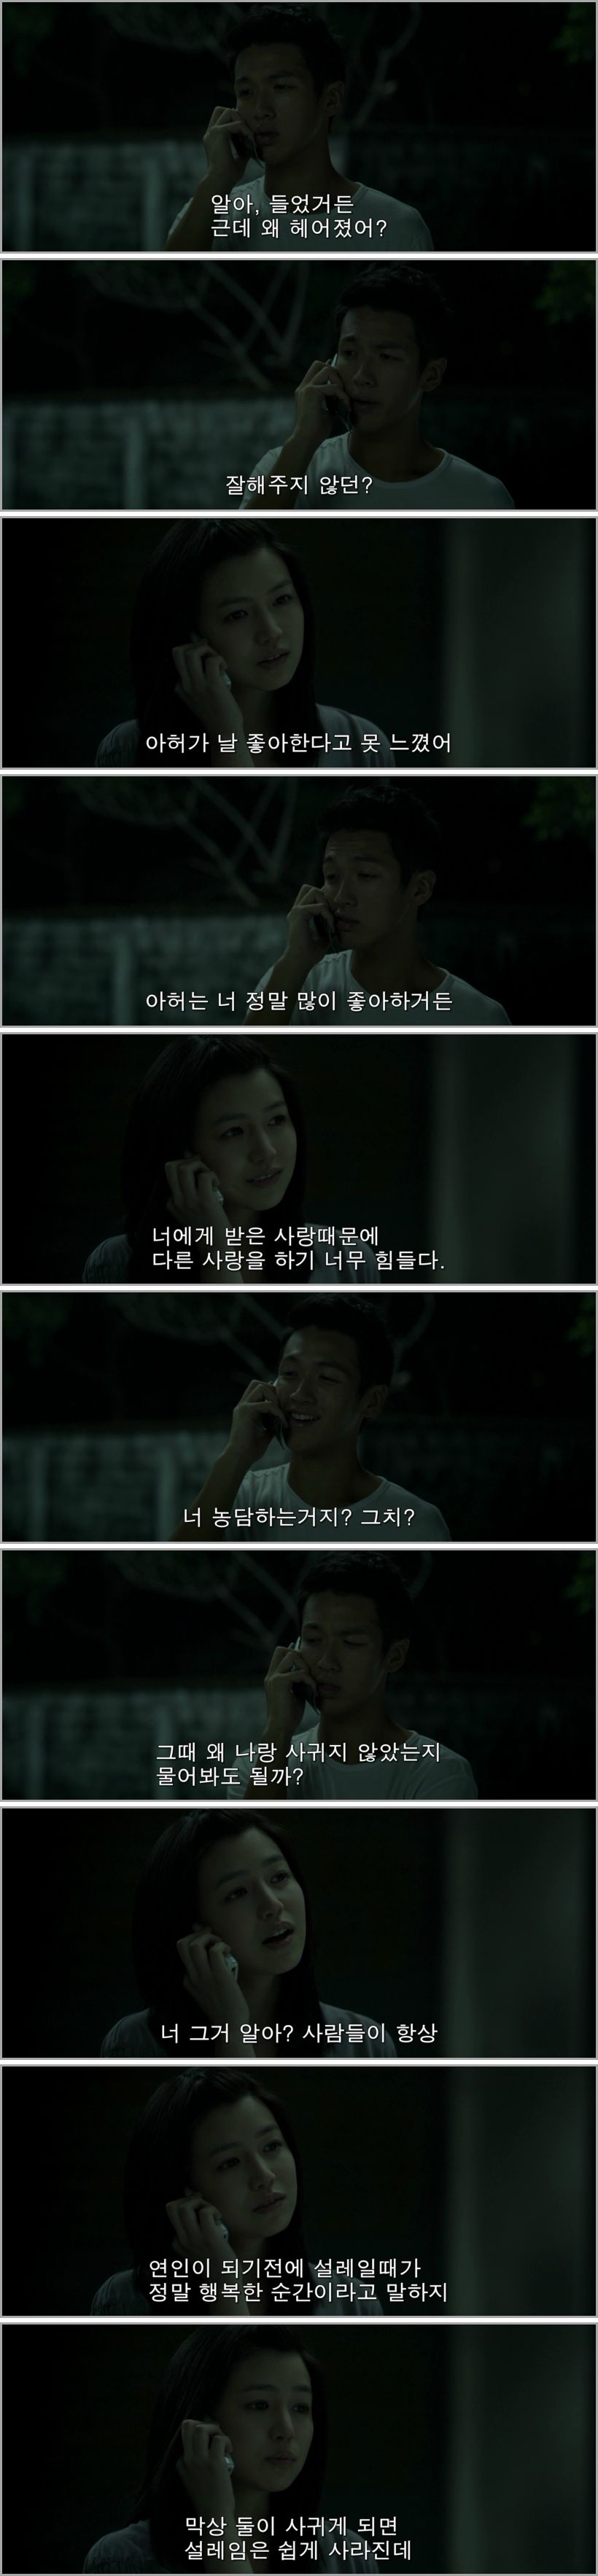 알아, 들었거든
근데 왜 헤어졌어?
잘해주지 않던?
아허가 날 좋아한다고 못 느꼈어
아허는 너 정말 많이 좋아하거든
너에게 받은 사랑때문에
다른 사랑을 하기 너무 힘들다.
너 농담하는거지? 그치?
그때 왜 나랑 사귀지 않았는지
물어봐도 될까?
너 그거 알아? 사람들이 항상
연인이 되기전에 설레일때가
정말 행복한 순간이라고 말하지
막상 둘이 사귀게 되면
설레임은 쉽게 사라진데